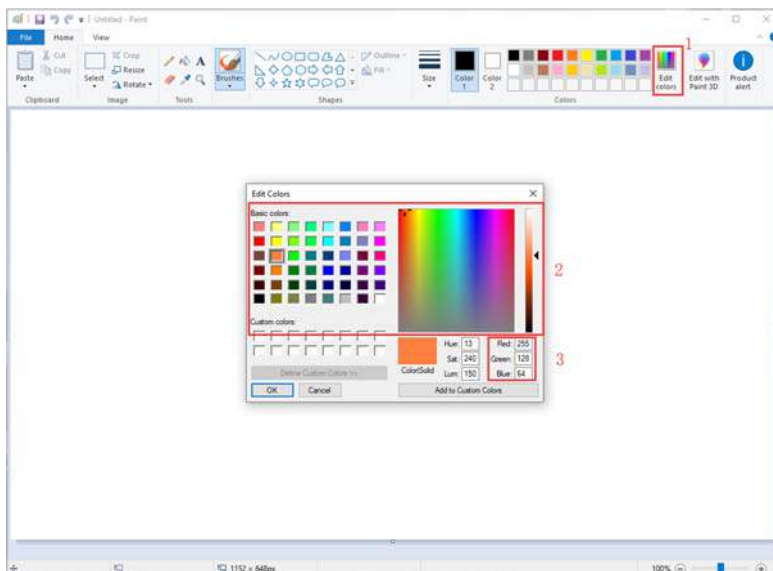 Untitled - Paint
File Home View
Paste
Cut
Copy
Clipboard
Select
Crop
Resize
Rotate
Image
Tools
A
Brushes
Shapes
Outline
Fill
Size
Color 1
Color 2
Colors
Edit colors
1
Edit with Paint 3D
Product alert
Edit Colors
Basic colors:
2
Custom colors:
Define Custom Colors >>
OK Cancel
Color|Solid
Hue: 13
Sat: 240
Lum: 150
Red: 255
Green: 128
Blue: 64
3
Add to Custom Colors
1152 × 648px
100%